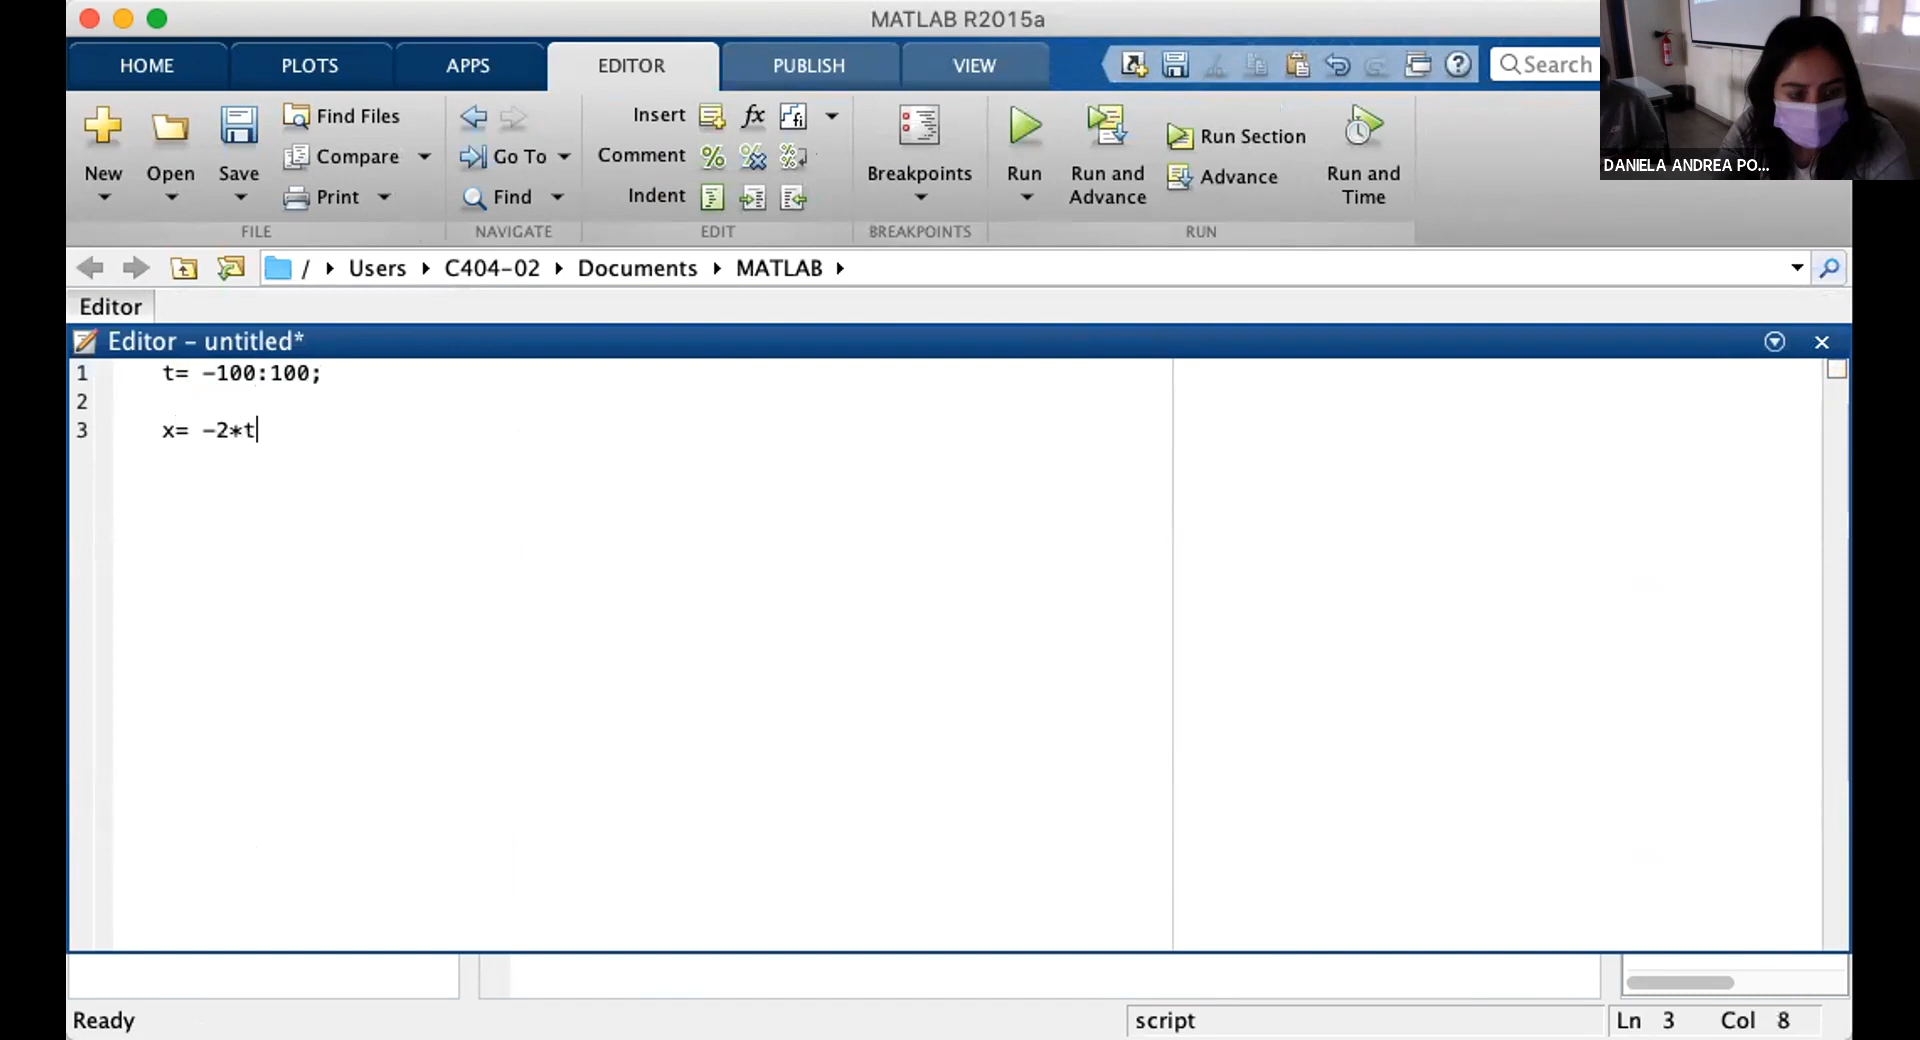 MATLAB R2015a
HOME PLOTS APPS EDITOR PUBLISH VIEW Search
New Open Save Find Files Compare Print
FILE
Go To Find
NAVIGATE
Insert fx fi
Comment % %
Indent
EDIT
Breakpoints
BREAKPOINTS
Run Run and Advance Run Section Advance Run and Time
RUN
/ Users C404-02 Documents MATLAB
Editor
Editor - untitled*
1 t= -100:100;
2
3 x= -2*t
Ready script Ln 3 Col 8
DANIELA ANDREA PO...